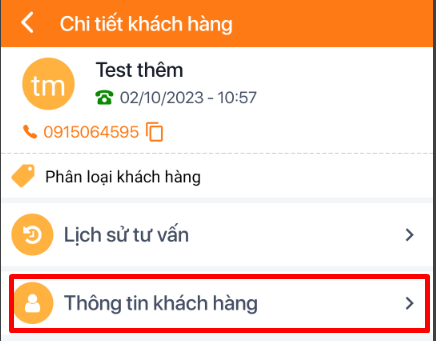 Chi tiết khách hàng
tm
Test thêm
02/10/2023 - 10:57
0915064595
Phân loại khách hàng
Lịch sử tư vấn
Thông tin khách hàng